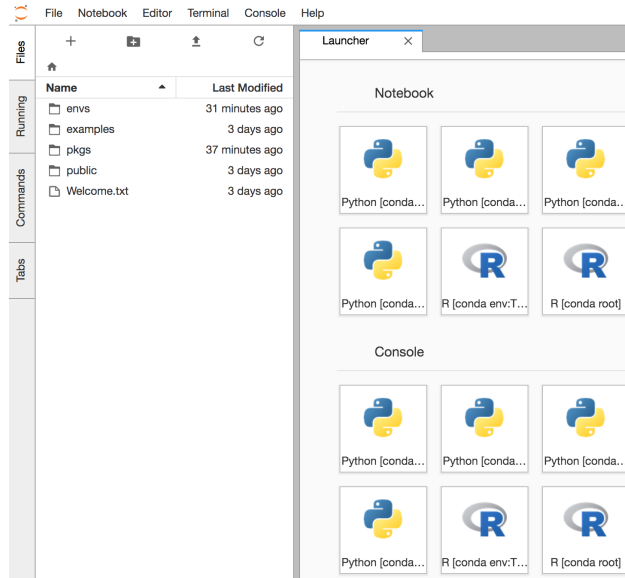 File Notebook Editor Terminal Console Help
Files
Running
Commands
Tabs
Name Last Modified
envs 31 minutes ago
examples 3 days ago
pkgs 37 minutes ago
public 3 days ago
Welcome.txt 3 days ago
Launcher
Notebook
Python [conda... Python [conda... Python [conda...
Python [conda... R [conda env:T... R [conda root]
Console
Python [conda... Python [conda... Python [conda...
Python [conda... R [conda env:T... R [conda root]